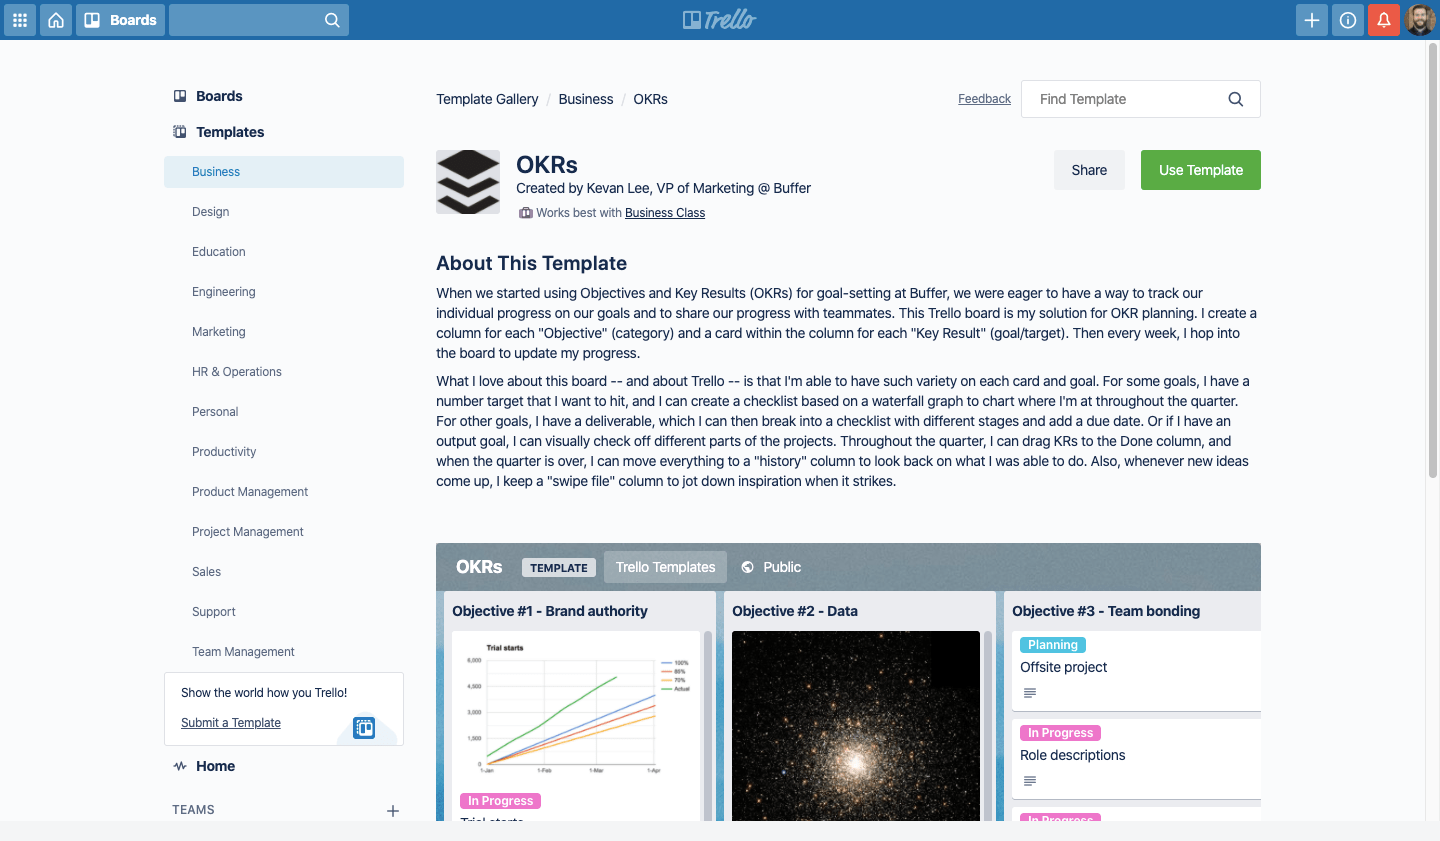 Boards
Trello
Boards
Templates
Business
Design
Education
Engineering
Marketing
HR & Operations
Personal
Productivity
Product Management
Project Management
Sales
Support
Team Management
Show the world how you Trello!
Submit a Template
Home
TEAMS
Template Gallery / Business / OKRs
Feedback
Find Template
OKRs
Created by Kevan Lee, VP of Marketing @ Buffer
Works best with Business Class
Share
Use Template
About This Template
When we started using Objectives and Key Results (OKRs) for goal-setting at Buffer, we were eager to have a way to track our
individual progress on our goals and to share our progress with teammates. This Trello board is my solution for OKR planning. I create a
column for each "Objective" (category) and a card within the column for each "Key Result" (goal/target). Then every week, I hop into
the board to update my progress.
What I love about this board -- and about Trello -- is that I'm able to have such variety on each card and goal. For some goals, I have a
number target that I want to hit, and I can create a checklist based on a waterfall graph to chart where I'm at throughout the quarter.
For other goals, I have a deliverable, which I can then break into a checklist with different stages and add a due date. Or if I have an
output goal, I can visually check off different parts of the projects. Throughout the quarter, I can drag KRs to the Done column, and
when the quarter is over, I can move everything to a "history" column to look back on what I was able to do. Also, whenever new ideas
come up, I keep a "swipe file" column to jot down inspiration when it strikes.
OKRs TEMPLATE Trello Templates Public
Objective #1 - Brand authority
Trial starts
6,000
4,500
3,000
1,500
0
1-Jan 1-Feb 1-Mar 1-Apr
100%
85%
70%
Actual
In Progress
Trial starts
Objective #2 - Data
Objective #3 - Team bonding
Planning
Offsite project
In Progress
Role descriptions
In Progress